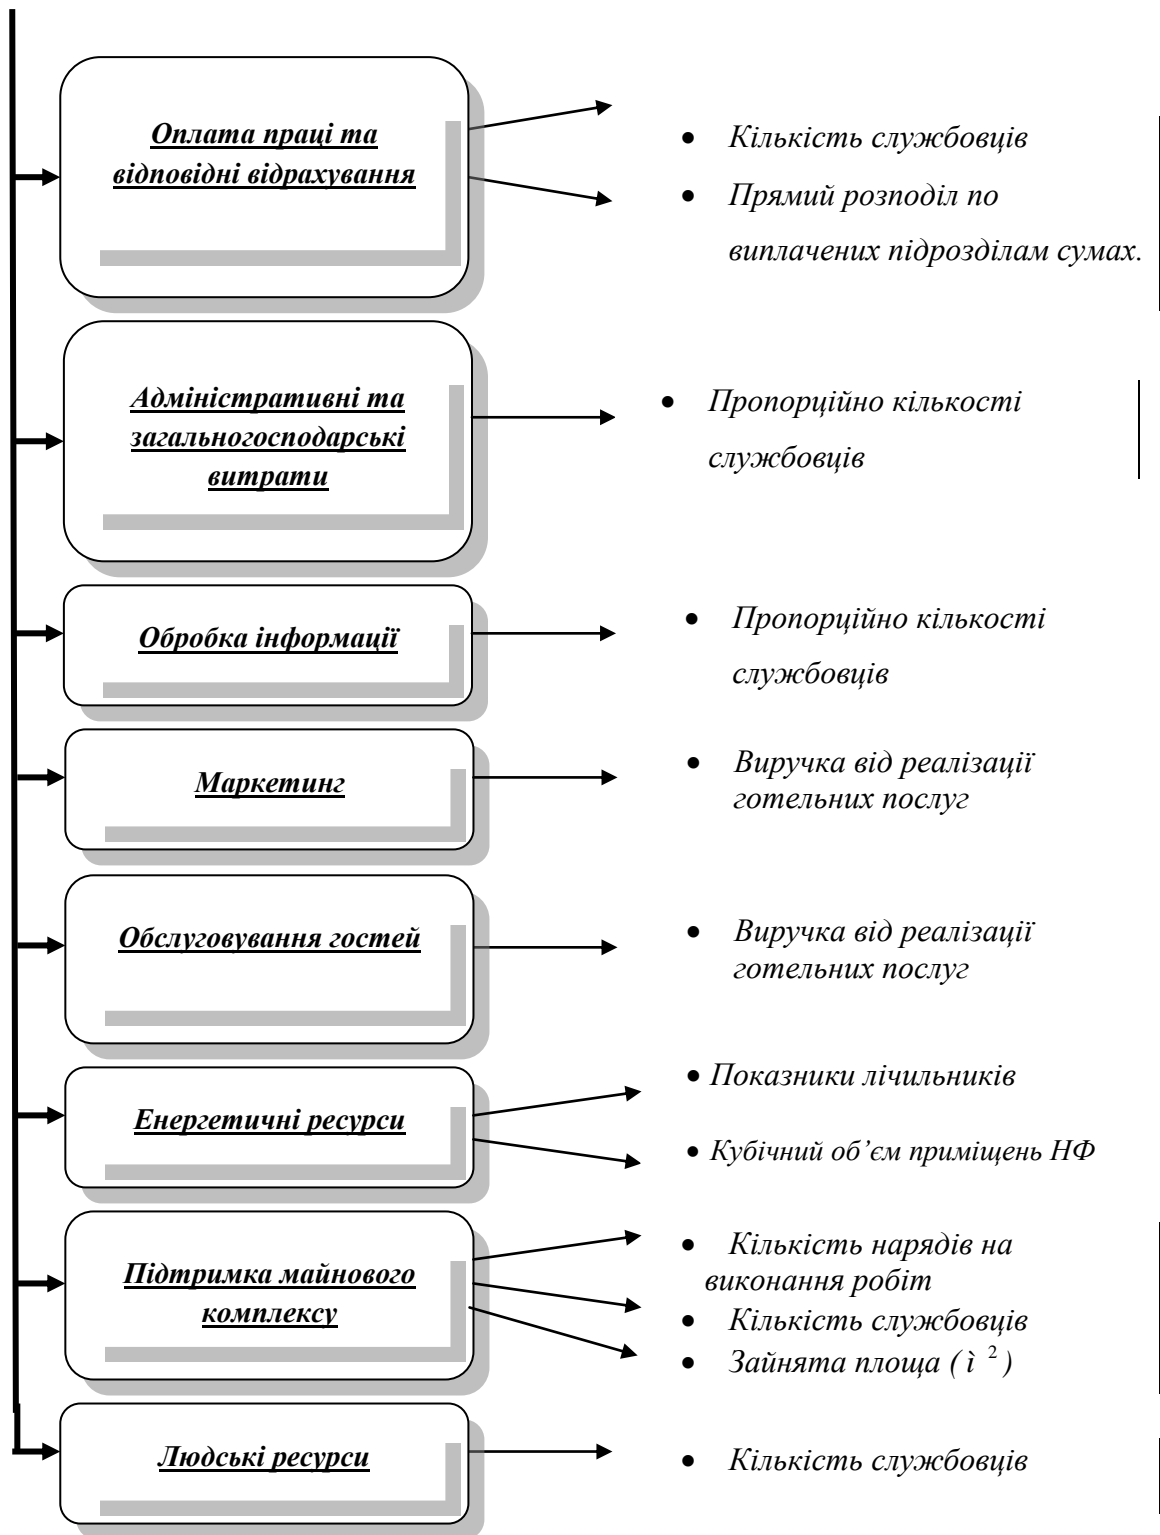 Оплата праці та
відповідні відрахування
• Кількість службовців
• Прямий розподіл по
виплачених підрозділам сумах.
Адміністративні та
загальногосподарські
витрати
• Пропорційно кількості
службовців
Обробка інформації
• Пропорційно кількості
службовців
Маркетинг
• Виручка від реалізації
готельних послуг
Обслуговування гостей
• Виручка від реалізації
готельних послуг
Енергетичні ресурси
• Показники лічильників
• Кубічний об’єм приміщень НФ
Підтримка майнового
комплексу
• Кількість нарядів на
виконання робіт
• Кількість службовців
• Зайнята площа (ì ²)
Людські ресурси
• Кількість службовців